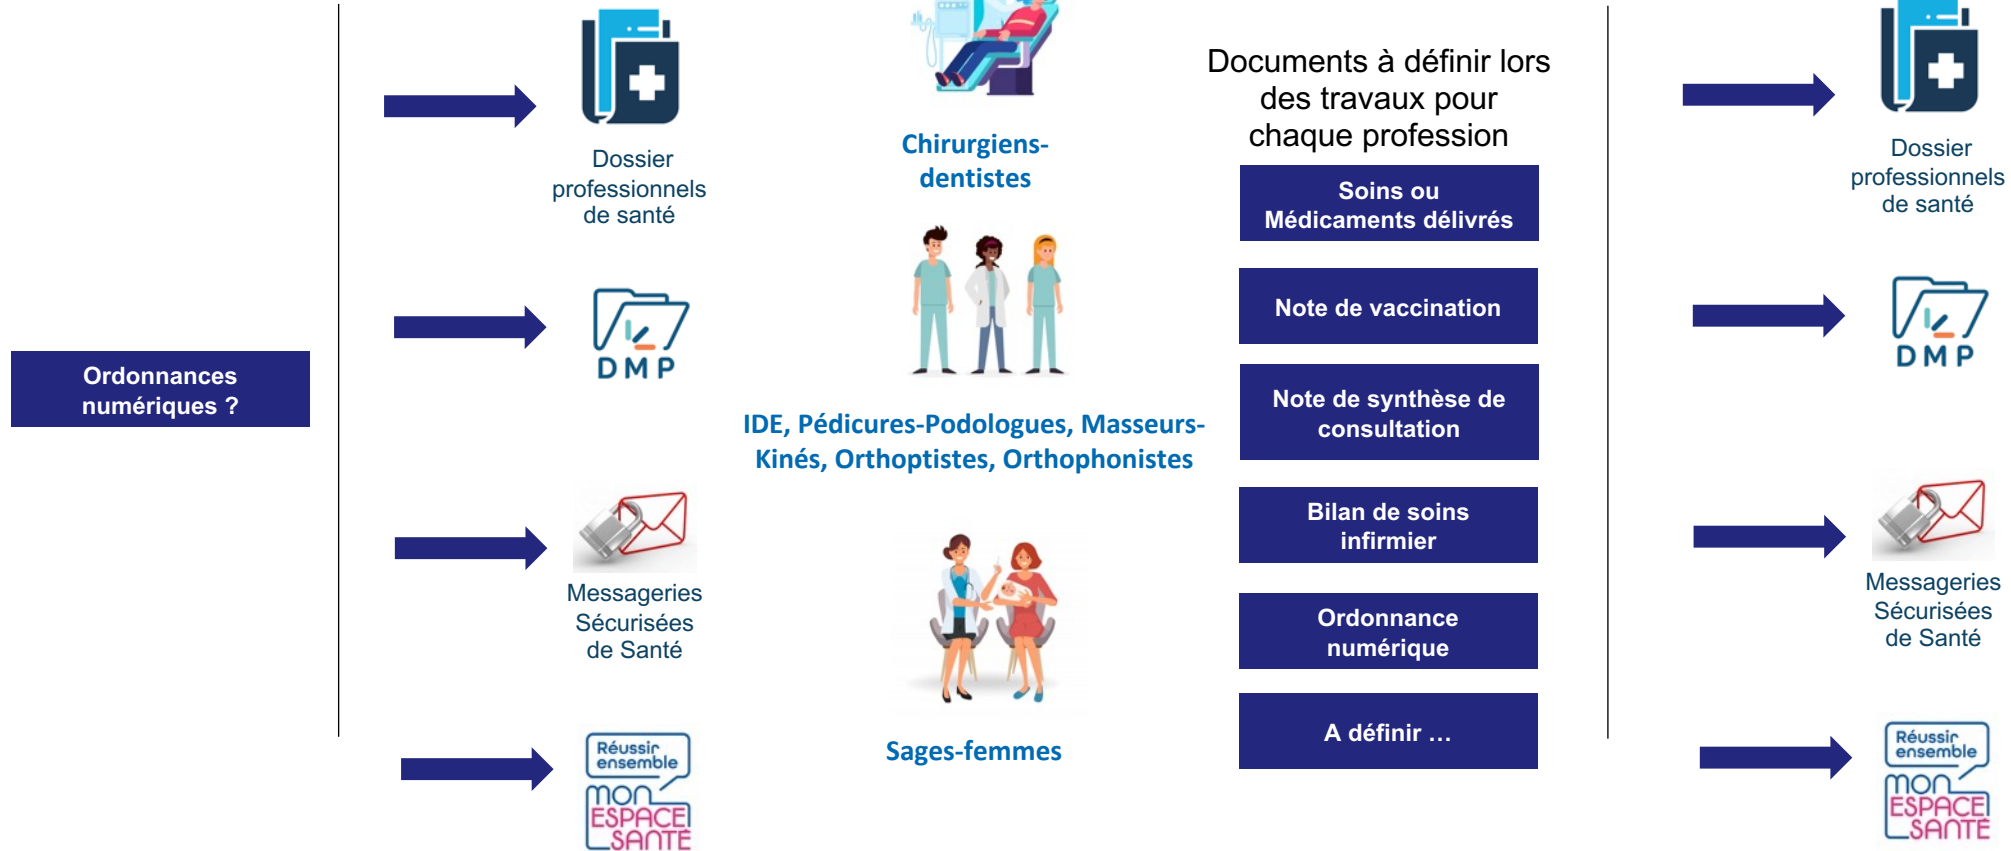 Ordonnances
numériques ?
Dossier
professionnels
de santé
DMP
Messageries
Sécurisées
de Santé
Réussir
ensemble
mon
ESPACE
SANTÉ
Chirurgiens-
dentistes
IDE, Pédicures-Podologues, Masseurs-
Kinés, Orthoptistes, Orthophonistes
Sages-femmes
Documents à définir lors
des travaux pour
chaque profession
Soins ou
Médicaments délivrés
Note de vaccination
Note de synthèse de
consultation
Bilan de soins
infirmier
Ordonnance
numérique
A définir …
Dossier
professionnels
de santé
DMP
Messageries
Sécurisées
de Santé
Réussir
ensemble
mon
ESPACE
SANTÉ